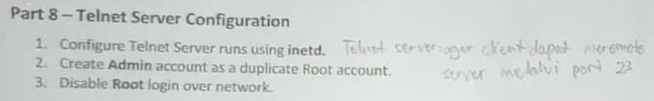 Part 8 – Telnet Server Configuration
1. Configure Telnet Server runs using inetd. Telnet server: agar client dapat meremote
2. Create Admin account as a duplicate Root account. server melalui port 23
3. Disable Root login over network.